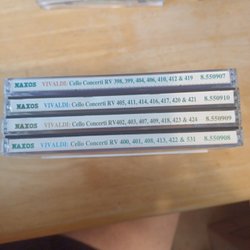 NAXOS VIVALDI: Cello Concerti RV 398, 399, 404, 406, 410, 412 & 419 8.550907
NAXOS VIVALDI: Cello Concerti RV 405, 411, 414, 416, 417, 420 & 421 8.550910
NAXOS VIVALDI: Cello Concerti RV402, 403, 407, 409, 418, 423 & 424 8.550909
NAXOS VIVALDI: Cello Concerti RV 400, 401, 408, 413, 422 & 531 8.550908